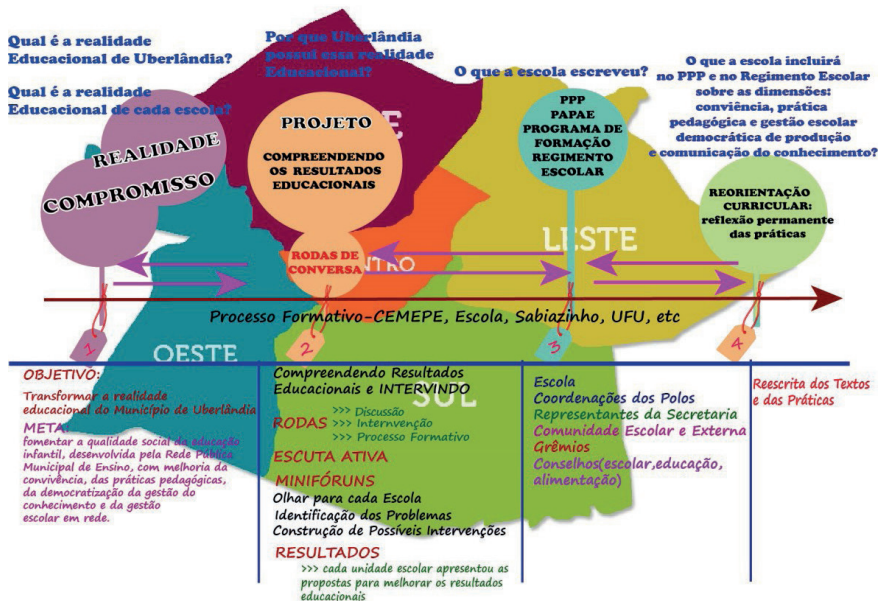 Qual é a realidade
Educacional de Uberlândia?
Qual é a realidade
Educacional de cada escola?
Por que Uberlândia
possui essa realidade
Educacional?
O que a escola escreveu?
O que a escola incluirá
no PPP e no Regimento Escolar
sobre as dimensões:
conviência, prática
pedagógica e gestão escolar
democrática de produção
e comunicação do conhecimento?
REALIDADE
COMPROMISSO
PROJETO
COMPREENDENDO
OS RESULTADOS
EDUCACIONAIS
RODAS DE
CONVERSA
PPP
PAPAE
PROGRAMA DE
FORMAÇÃO
REGIMENTO
ESCOLAR
REORIENTAÇÃO
CURRICULAR:
reflexão permanente
das práticas
E
NTRO
LESTE
OESTE
SUL
Processo Formativo-CEMEPE, Escola, Sabiazinho, UFU, etc
1
2
3
4
OBJETIVO:
Transformar a realidade
educacional do Município de Uberlândia
META:
fomentar a qualidade social da educação
infantil, desenvolvida pela Rede Pública
Municipal de Ensino, com melhoria da
convivência, das práticas pedagógicas,
da democratização da gestão do
conhecimento e da gestão
escolar em rede.
Compreendendo Resultados
Educacionais e INTERVINDO
RODAS
>>> Discussão
>>> Internvenção
>>> Processo Formativo
ESCUTA ATIVA
MINIFÓRUNS
Olhar para cada Escola
Identificação dos Problemas
Construção de Possíveis Intervenções
RESULTADOS
>>> cada unidade escolar apresentou as
propostas para melhorar os resultados
educacionais
Escola
Coordenações dos Polos
Representantes da Secretaria
Comunidade Escolar e Externa
Grêmios
Conselhos(escolar,educação,
alimentação)
Reescrita dos Textos
e das Práticas